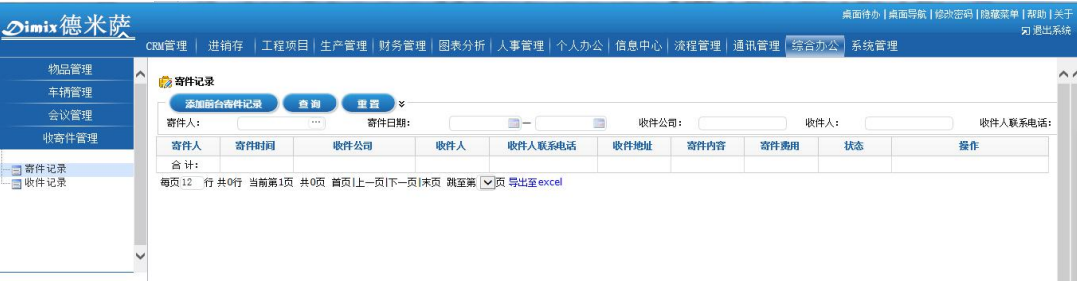 桌面待办 | 桌面导航 | 修改密码 | 隐藏菜单 | 帮助 | 关于
Dimix德米萨
退出系统
CRM管理 | 进销存 | 工程项目 | 生产管理 | 财务管理 | 图表分析 | 人事管理 | 个人办公 | 信息中心 | 流程管理 | 通讯管理 | 综合办公 系统管理
物品管理
车辆管理
会议管理
收寄件管理
寄件记录
收件记录
寄件记录
添加前台寄件记录 查 询 重 置
寄件人: ... 寄件日期: — 收件公司: 收件人: 收件人联系电话:
寄件人 寄件时间 收件公司 收件人 收件人联系电话 收件地址 寄件内容 寄件费用 状态 操作
合 计:
每页12 行 共0行 当前第1页 共0页 首页|上一页|下一页|末页 跳至第 页 导出至excel